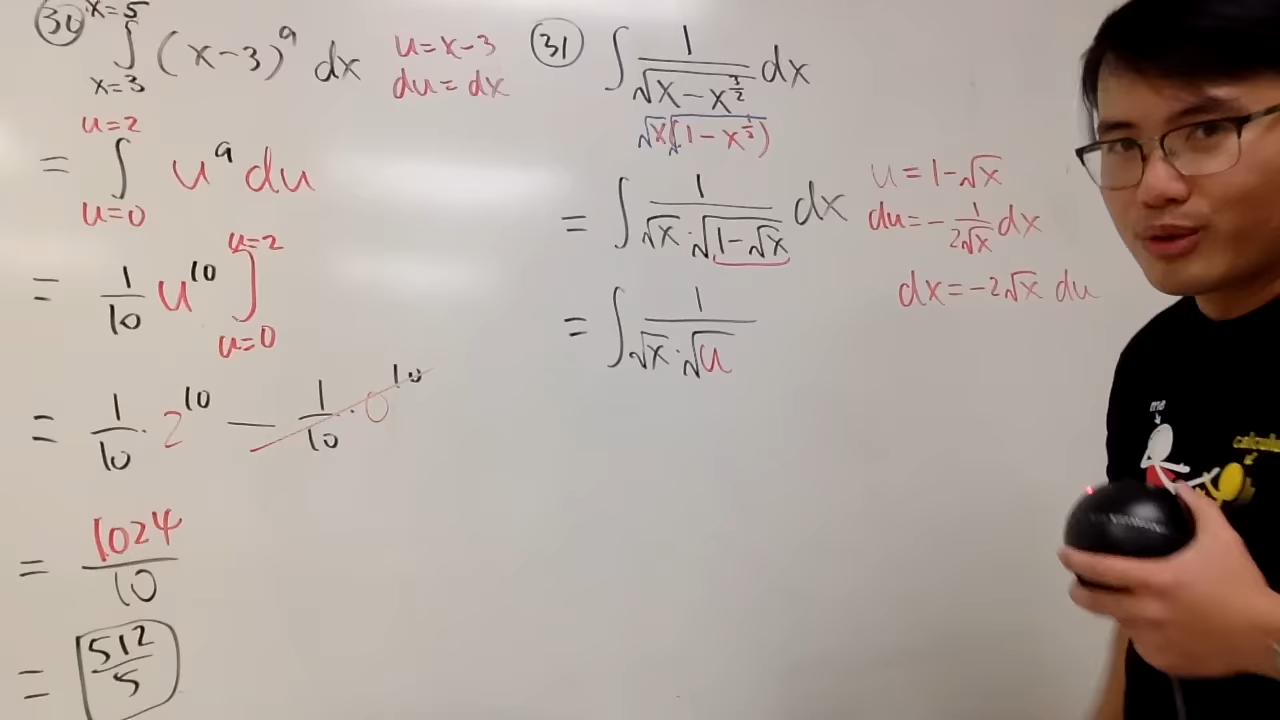 (30) ∫_{x=3}^{x=5} (x-3)^9 dx
u=x-3
du=dx
= ∫_{u=0}^{u=2} u^9 du
= 1/10 u^10 ]_{u=0}^{u=2}
= 1/10 · 2^10 — 1/10 · 0^10
= 1024/10
= 512/5
(31) ∫ 1/√(x-x^{3/2}) dx
√x(1-x^{1/2})
= ∫ 1/(√x·√(1-√x)) dx
u=1-√x
du=-1/(2√x) dx
dx=-2√x du
= ∫ 1/(√x·√u)
me